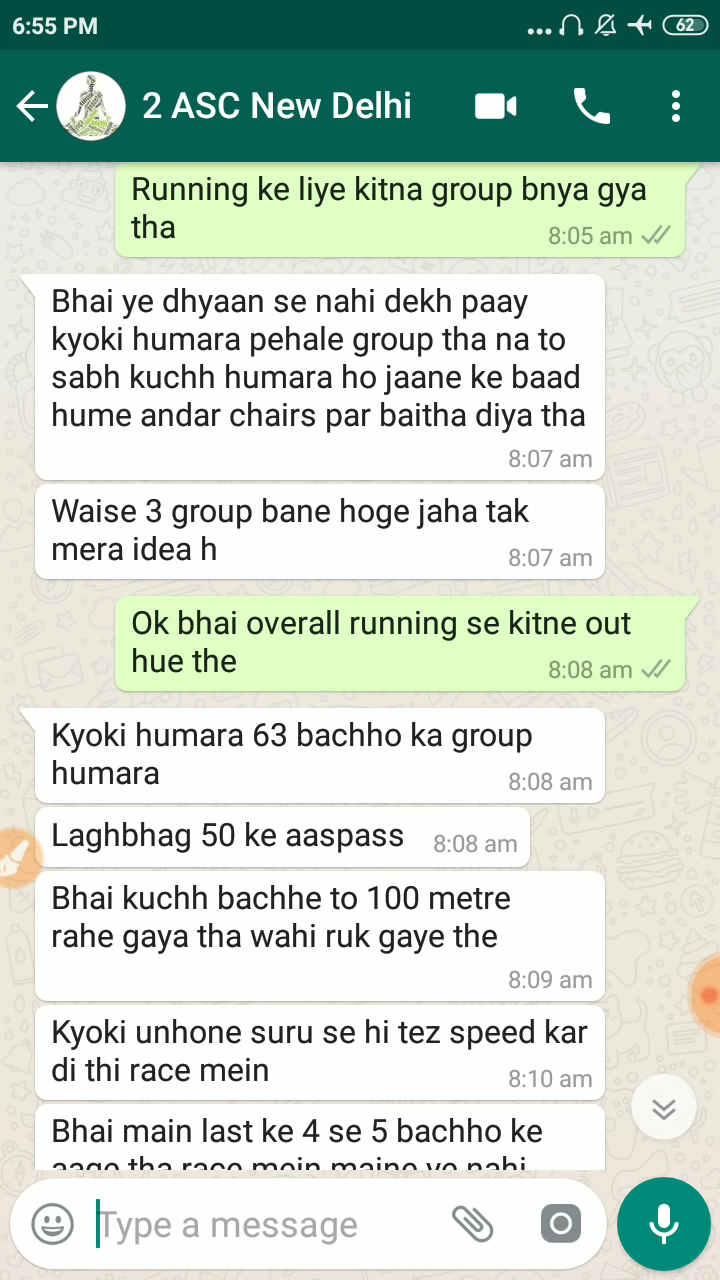 6:55 PM
62
2 ASC New Delhi
Running ke liye kitna group bnya gya
tha
8:05 am
Bhai ye dhyaan se nahi dekh paay
kyoki humara pehale group tha na to
sabh kuchh humara ho jaane ke baad
hume andar chairs par baitha diya tha
8:07 am
Waise 3 group bane hoge jaha tak
mera idea h
8:07 am
Ok bhai overall running se kitne out
hue the
8:08 am
Kyoki humara 63 bachho ka group
humara
8:08 am
Laghbhag 50 ke aaspass
8:08 am
Bhai kuchh bachhe to 100 metre
rahe gaya tha wahi ruk gaye the
8:09 am
Kyoki unhone suru se hi tez speed kar
di thi race mein
8:10 am
Bhai main last ke 4 se 5 bachho ke
aage tha race mein maine ye nahi
Type a message